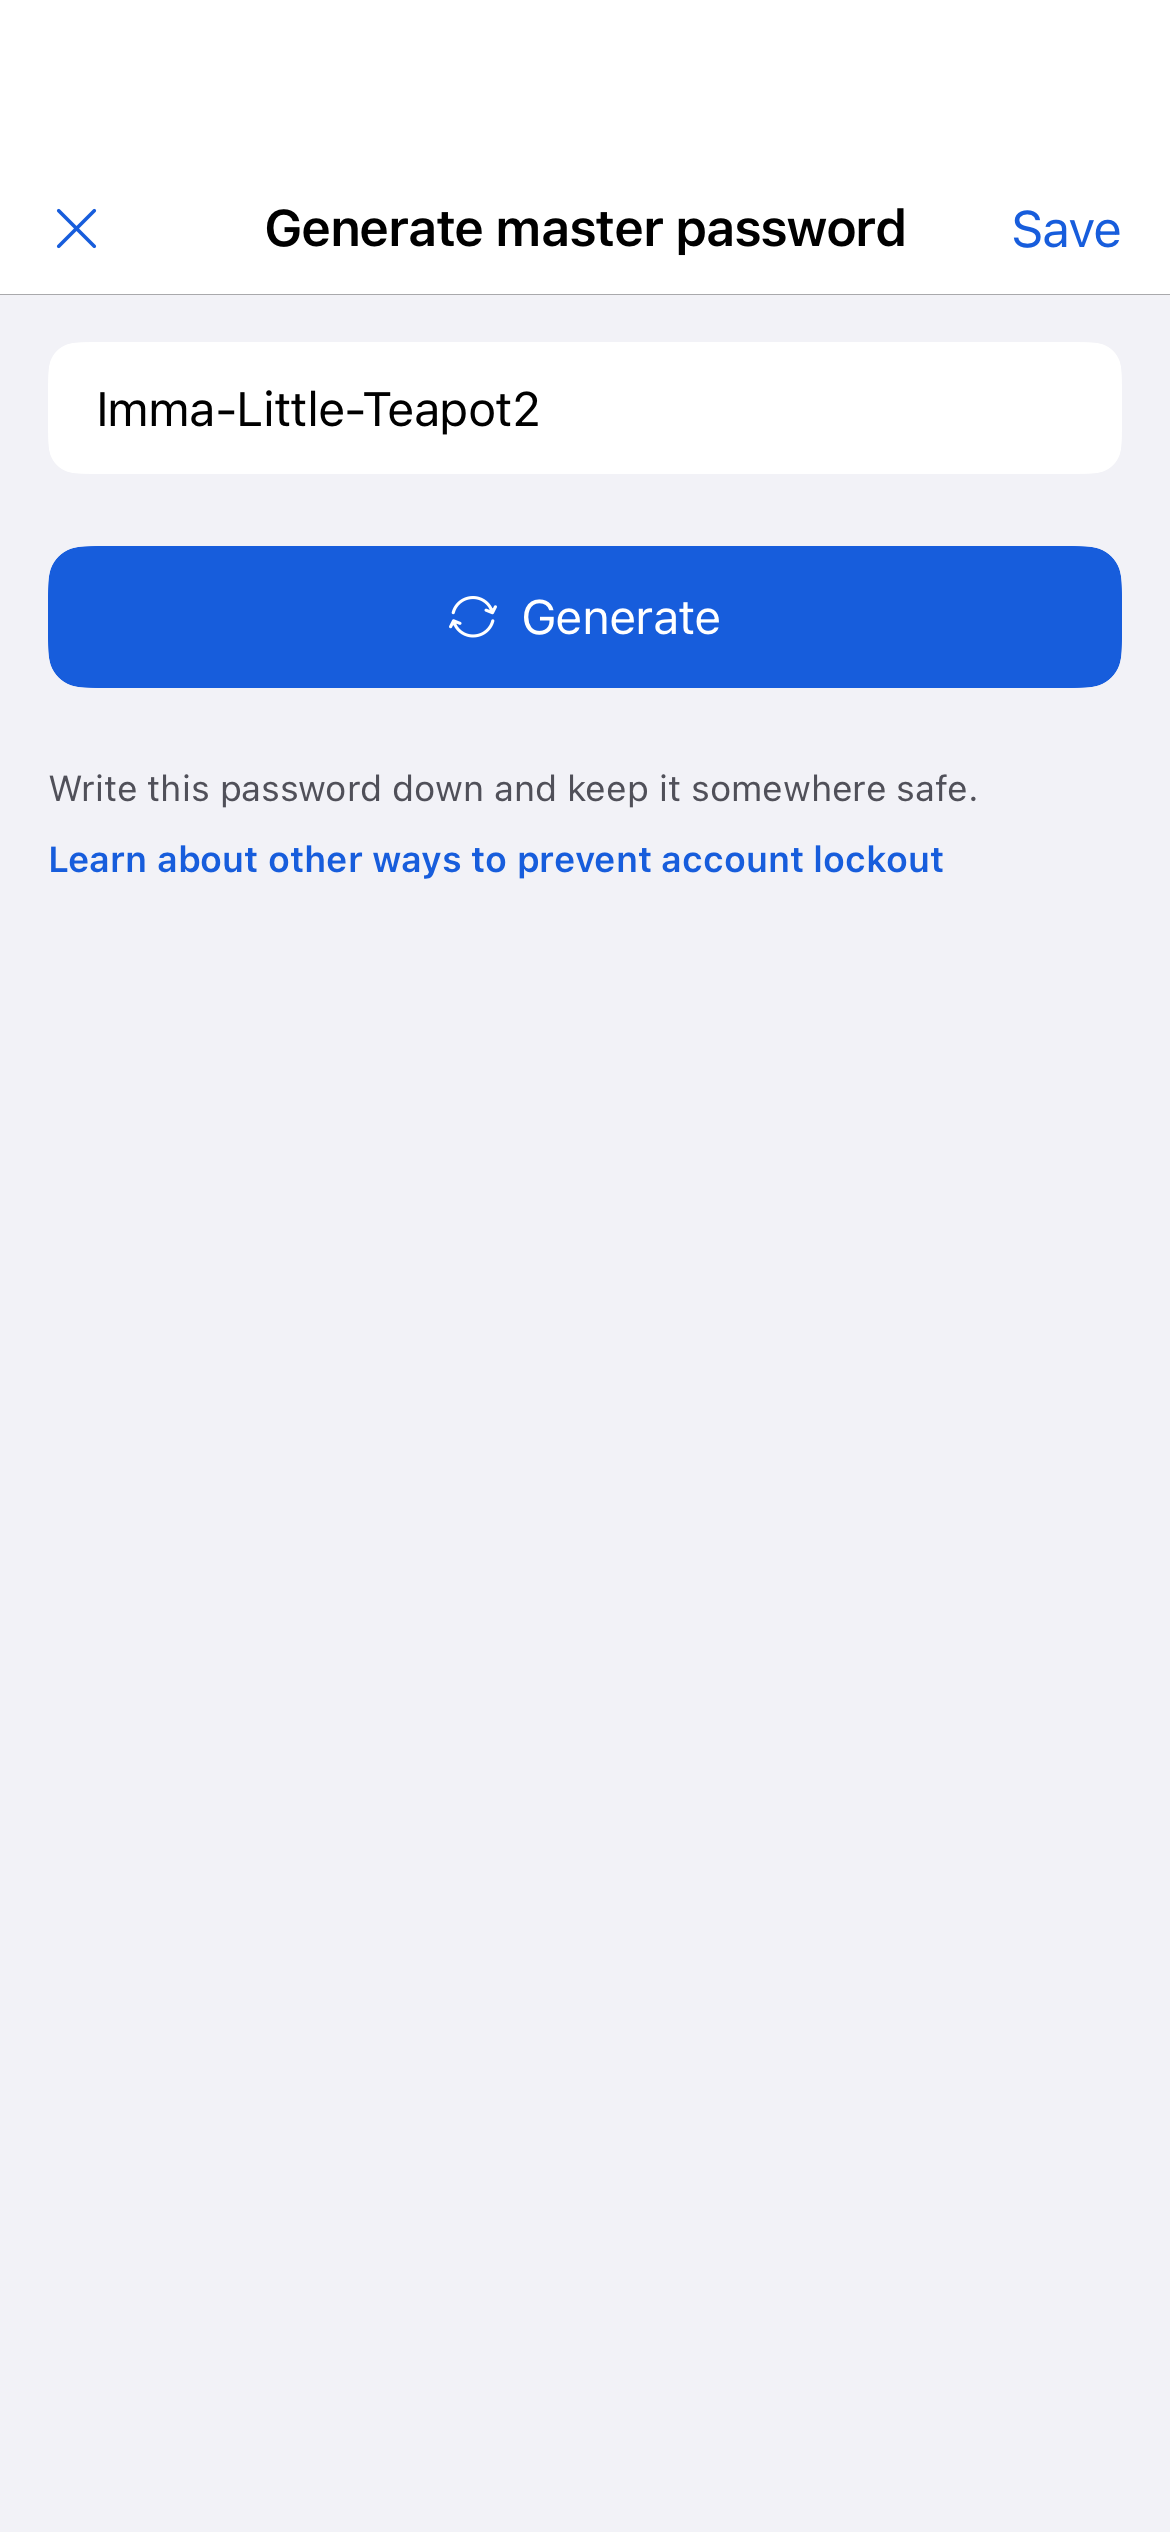 Generate master password
Save
Imma-Little-Teapot2
Generate
Write this password down and keep it somewhere safe.
Learn about other ways to prevent account lockout